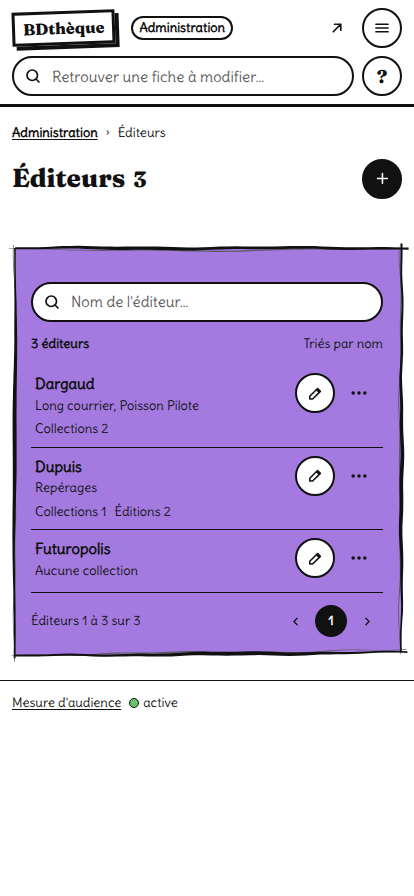 BDthèque
Administration
Retrouver une fiche à modifier...
?
Administration › Éditeurs
Éditeurs 3
+
Nom de l'éditeur...
3 éditeurs
Triés par nom
Dargaud
Long courrier, Poisson Pilote
Collections 2
Dupuis
Repérages
Collections 1 Éditions 2
Futuropolis
Aucune collection
Éditeurs 1 à 3 sur 3
‹ 1 ›
Mesure d'audience active